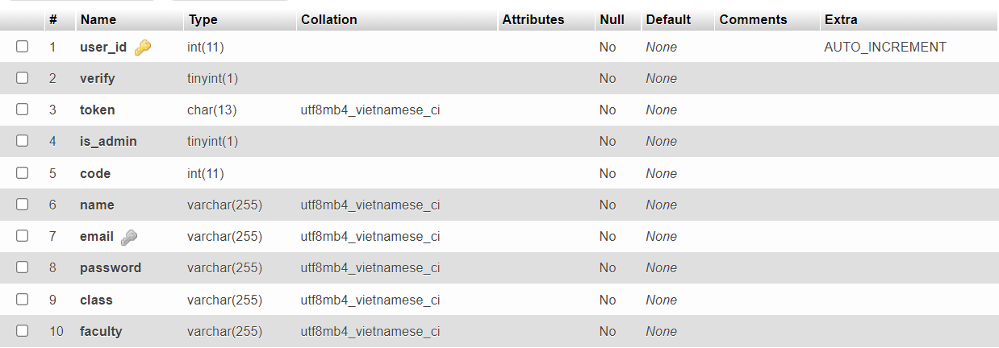 # Name Type Collation Attributes Null Default Comments Extra
1 user_id int(11) No None AUTO_INCREMENT
2 verify tinyint(1) No None
3 token char(13) utf8mb4_vietnamese_ci No None
4 is_admin tinyint(1) No None
5 code int(11) No None
6 name varchar(255) utf8mb4_vietnamese_ci No None
7 email varchar(255) utf8mb4_vietnamese_ci No None
8 password varchar(255) utf8mb4_vietnamese_ci No None
9 class varchar(255) utf8mb4_vietnamese_ci No None
10 faculty varchar(255) utf8mb4_vietnamese_ci No None